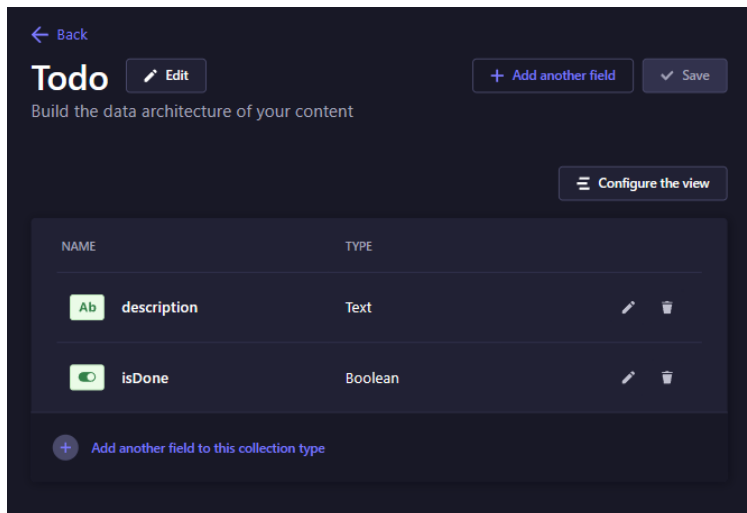 Back
Todo Edit Add another field Save
Build the data architecture of your content
Configure the view
NAME TYPE
Ab description Text
isDone Boolean
Add another field to this collection type